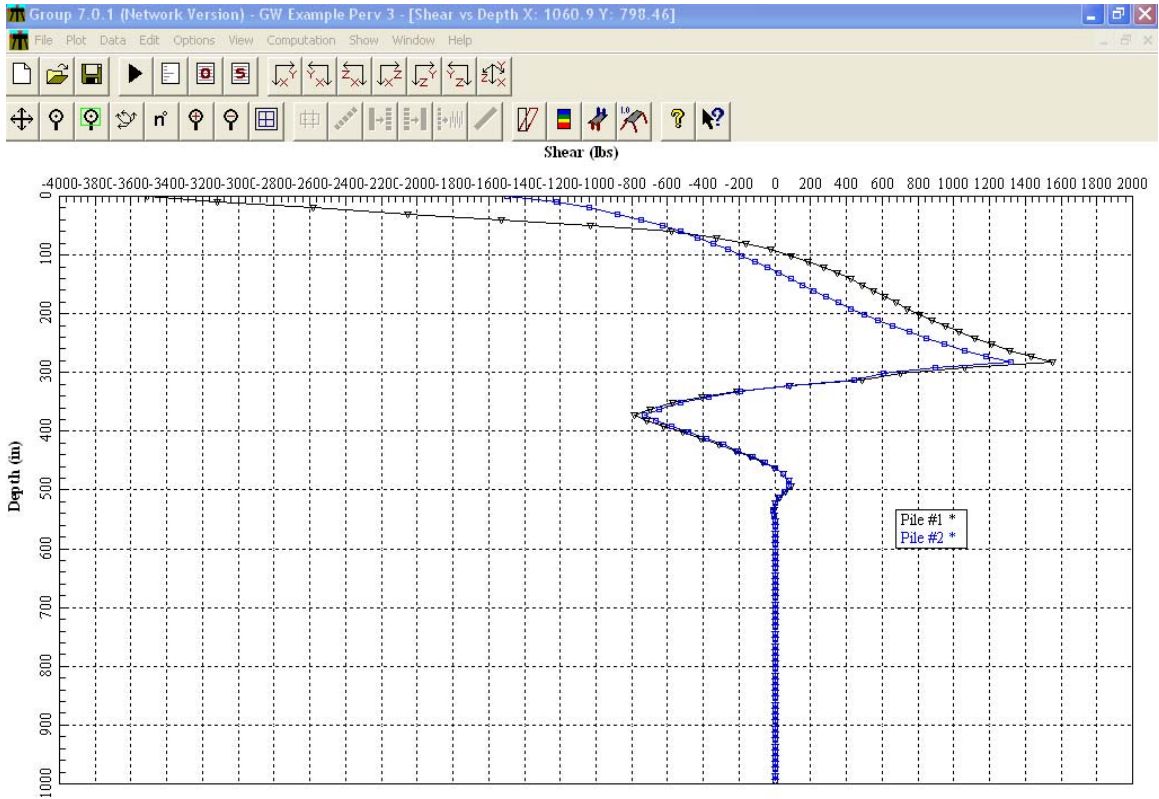 Group 7.0.1 (Network Version) - GW Example Perv 3 - [Shear vs Depth X: 1060.9 Y: 798.46]
File Plot Data Edit Options View Computation Show Window Help
Shear (lbs)
-4000-380(-3600-3400-3200-300(-2800-2600-2400-220(-2000-1800-1600-140(-1200-1000 -800 -600 -400 -200 0 200 400 600 800 1000 1200 1400 1600 1800 2000
0
100
200
300
400
500
600
700
800
900
1000
Depth (in)
Pile #1 *
Pile #2 *